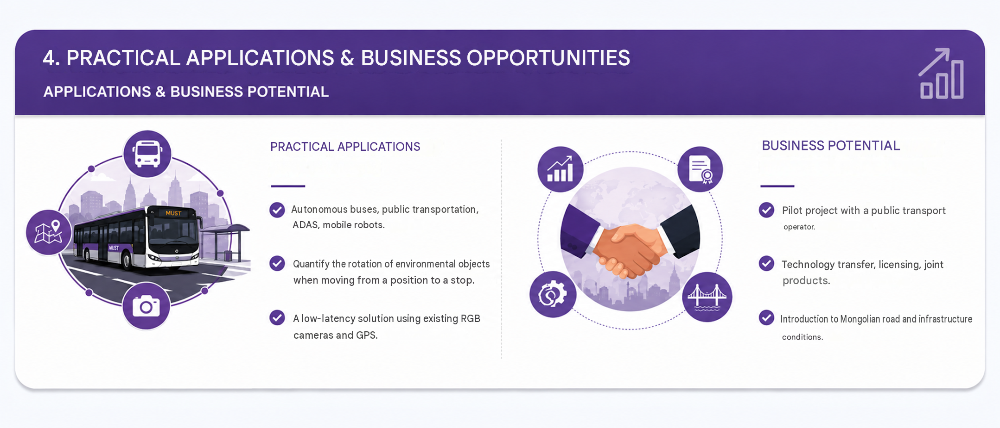 4. PRACTICAL APPLICATIONS & BUSINESS OPPORTUNITIES
APPLICATIONS & BUSINESS POTENTIAL
MUST
MUST
PRACTICAL APPLICATIONS
Autonomous buses, public transportation,
ADAS, mobile robots.
Quantify the rotation of environmental objects
when moving from a position to a stop.
A low-latency solution using existing RGB
cameras and GPS.
BUSINESS POTENTIAL
Pilot project with a public transport
operator.
Technology transfer, licensing, joint
products.
Introduction to Mongolian road and infrastructure
conditions.